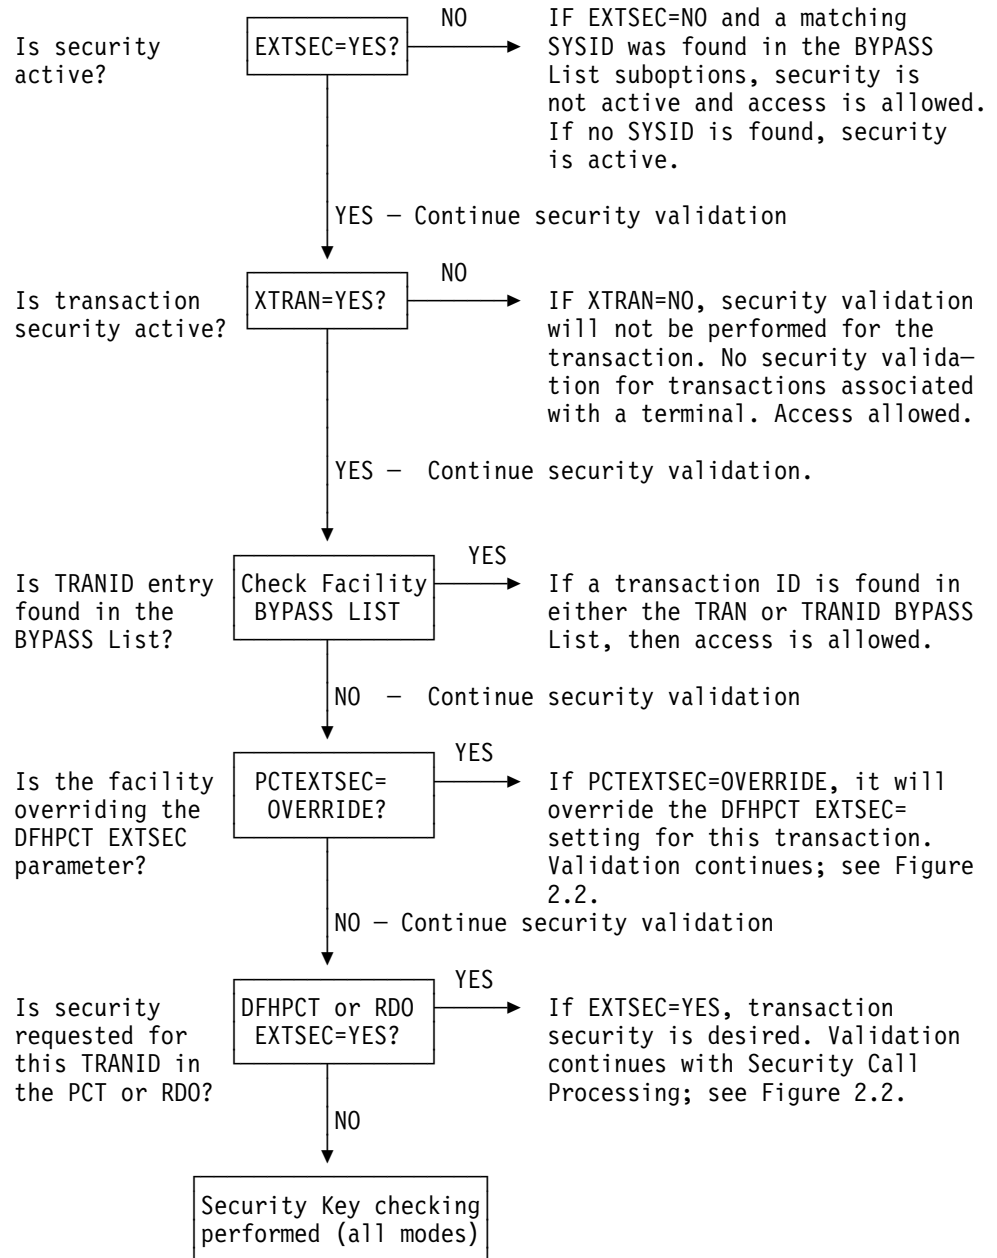 Is security
active?
EXTSEC=YES?
NO
IF EXTSEC=NO and a matching
SYSID was found in the BYPASS
List suboptions, security is
not active and access is allowed.
If no SYSID is found, security
is active.
YES — Continue security validation
Is transaction
security active?
XTRAN=YES?
NO
IF XTRAN=NO, security validation
will not be performed for the
transaction. No security valida—
tion for transactions associated
with a terminal. Access allowed.
YES — Continue security validation.
Is TRANID entry
found in the
BYPASS List?
Check Facility
BYPASS LIST
YES
If a transaction ID is found in
either the TRAN or TRANID BYPASS
List, then access is allowed.
NO — Continue security validation
Is the facility
overriding the
DFHPCT EXTSEC
parameter?
PCTEXTSEC=
OVERRIDE?
YES
If PCTEXTSEC=OVERRIDE, it will
override the DFHPCT EXTSEC=
setting for this transaction.
Validation continues; see Figure
2.2.
NO — Continue security validation
Is security
requested for
this TRANID in
the PCT or RDO?
DFHPCT or RDO
EXTSEC=YES?
YES
If EXTSEC=YES, transaction
security is desired. Validation
continues with Security Call
Processing; see Figure 2.2.
NO
Security Key checking
performed (all modes)